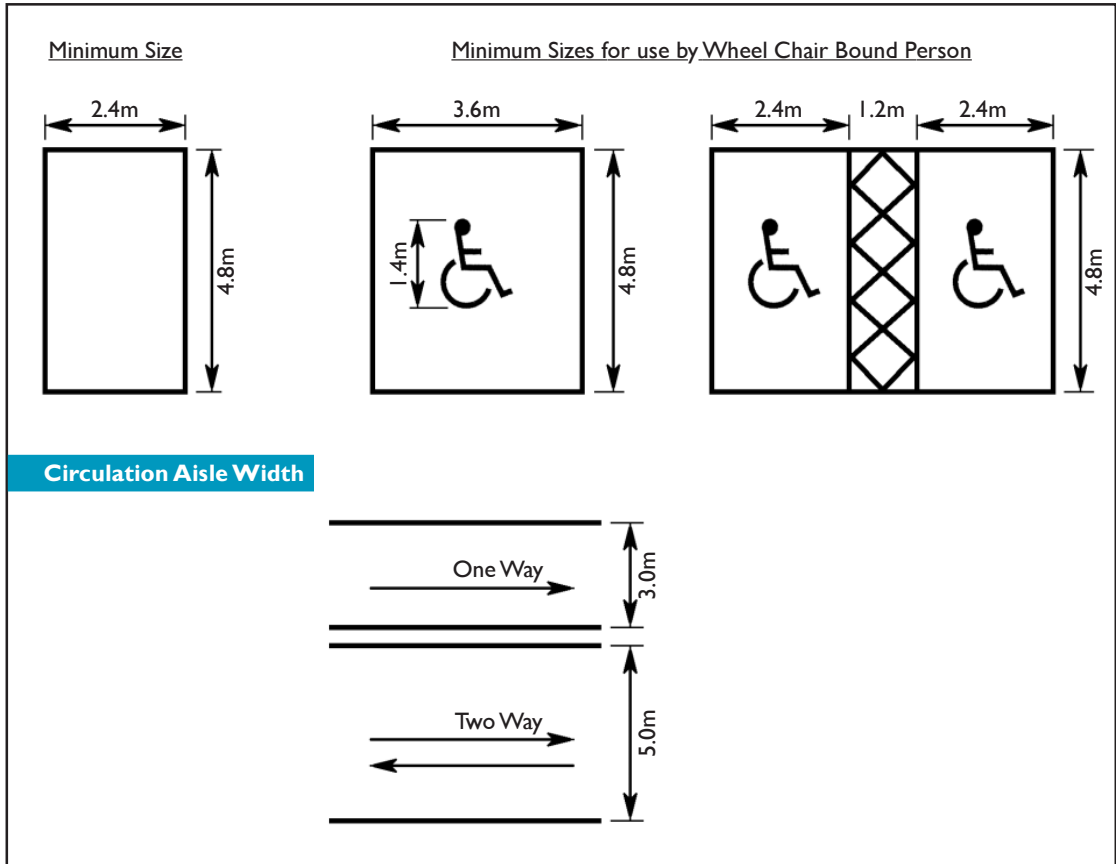 Minimum Size
Minimum Sizes for use by Wheel Chair Bound Person
2.4m
3.6m
2.4m
1.2m
2.4m
4.8m
1.4m
4.8m
4.8m
Circulation Aisle Width
One Way
3.0m
Two Way
5.0m